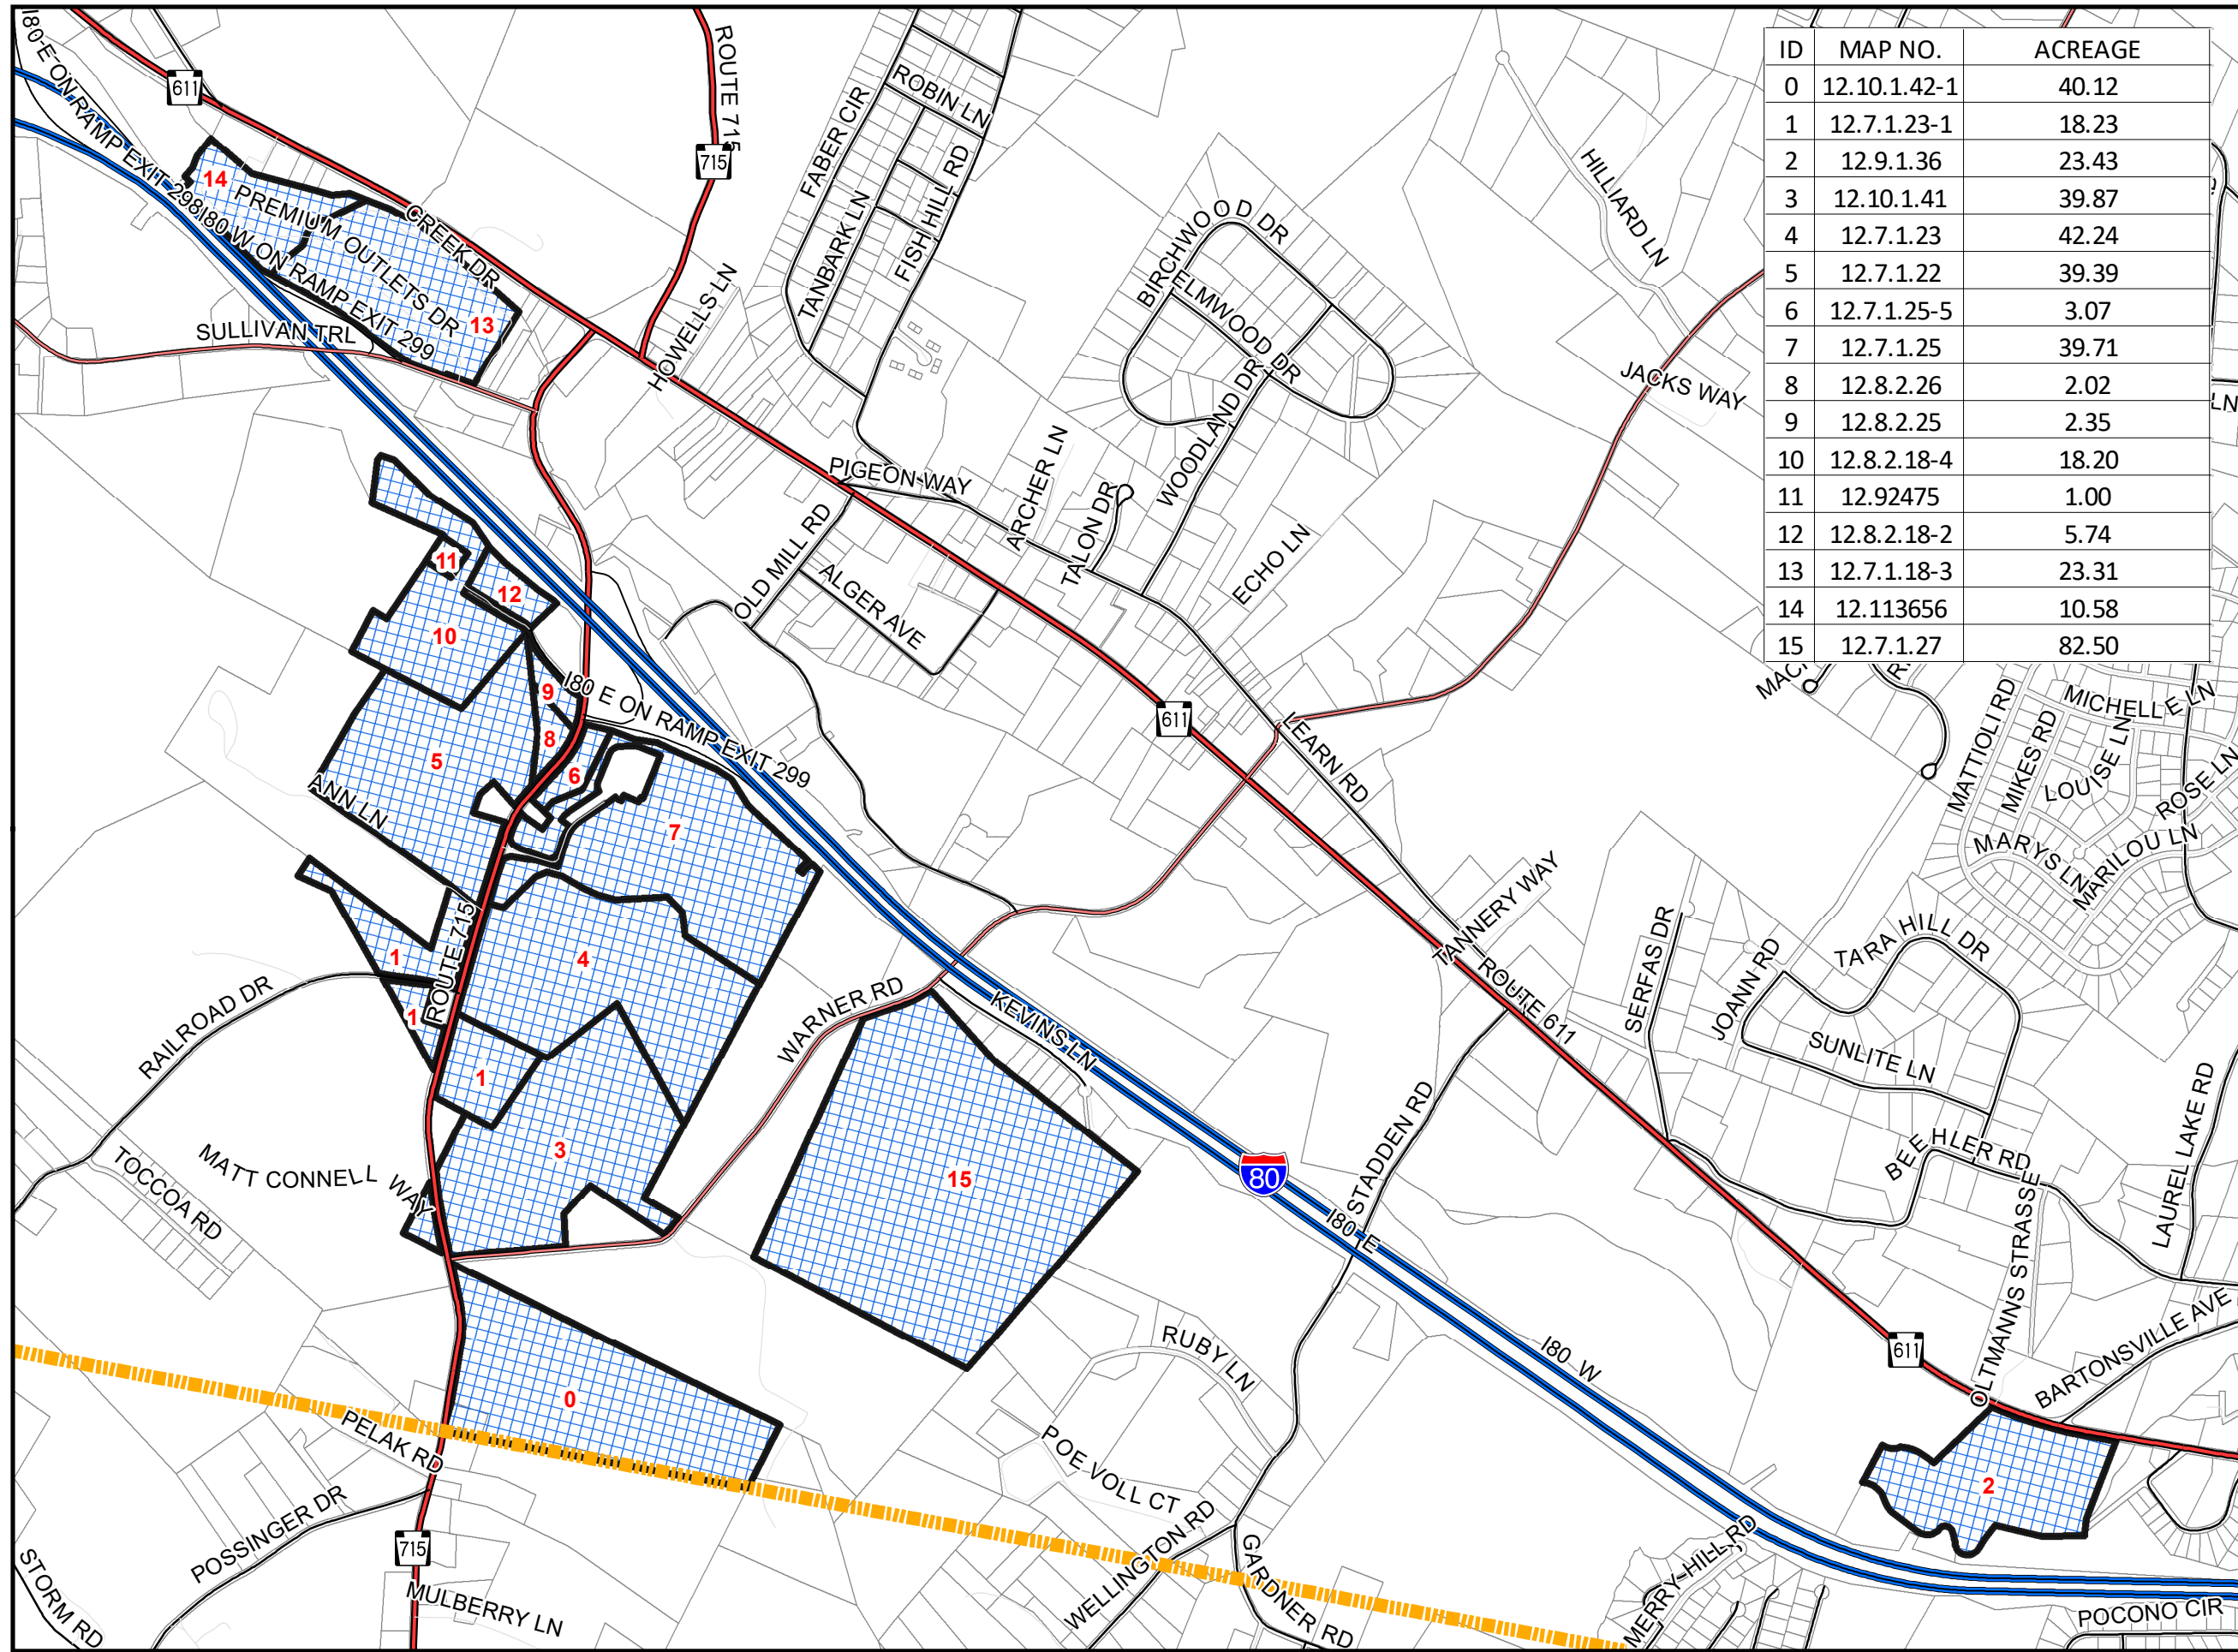 ID MAP NO. ACREAGE
0 12.10.1.42-1 40.12
1 12.7.1.23-1 18.23
2 12.9.1.36 23.43
3 12.10.1.41 39.87
4 12.7.1.23 42.24
5 12.7.1.22 39.39
6 12.7.1.25-5 3.07
7 12.7.1.25 39.71
8 12.8.2.26 2.02
9 12.8.2.25 2.35
10 12.8.2.18-4 18.20
11 12.92475 1.00
12 12.8.2.18-2 5.74
13 12.7.1.18-3 23.31
14 12.113656 10.58
15 12.7.1.27 82.50
I80 E ON RAMP EXIT 298
611
ROUTE 715
715
FABER CIR
ROBIN LN
TANBARK LN
FISH HILL RD
HILLIARD LN
14
PREMIUM OUTLETS DR
CREEK DR
I80 W ON RAMP EXIT 299
13
SULLIVAN TRL
HOWELLS LN
BIRCHWOOD DR
ELMWOOD DR
WOODLAND DR
JACKS WAY
LN
PIGEON WAY
ARCHER LN
TALON DR
ECHO LN
OLD MILL RD
ALGER AVE
11
12
10
9
I80 E ON RAMP EXIT 299
8
6
5
7
ANN LN
611
LEARN RD
MAC
R
MATTIOLI RD
MICHELLE LN
MIKES RD
LOUISE LN
ROSE LN
MARYS LN
MARILOU LN
TANNERY WAY
ROUTE 611
SERFAS DR
JOANN RD
TARA HILL DR
SUNLITE LN
1
ROUTE 715
4
RAILROAD DR
1
WARNER RD
KEVINS LN
1
3
15
80
STADDEN RD
BEEHLER RD
LAUREL LAKE RD
OLTMANNS STRASSE
MATT CONNELL WAY
TOCCOA RD
I80 E
I80 W
611
BARTONSVILLE AVE
RUBY LN
0
POE VOLL CT
2
PELAK RD
POSSINGER DR
715
STORM RD
MULBERRY LN
WELLINGTON RD
GARDNER RD
MERRY HILL RD
POCONO CIR